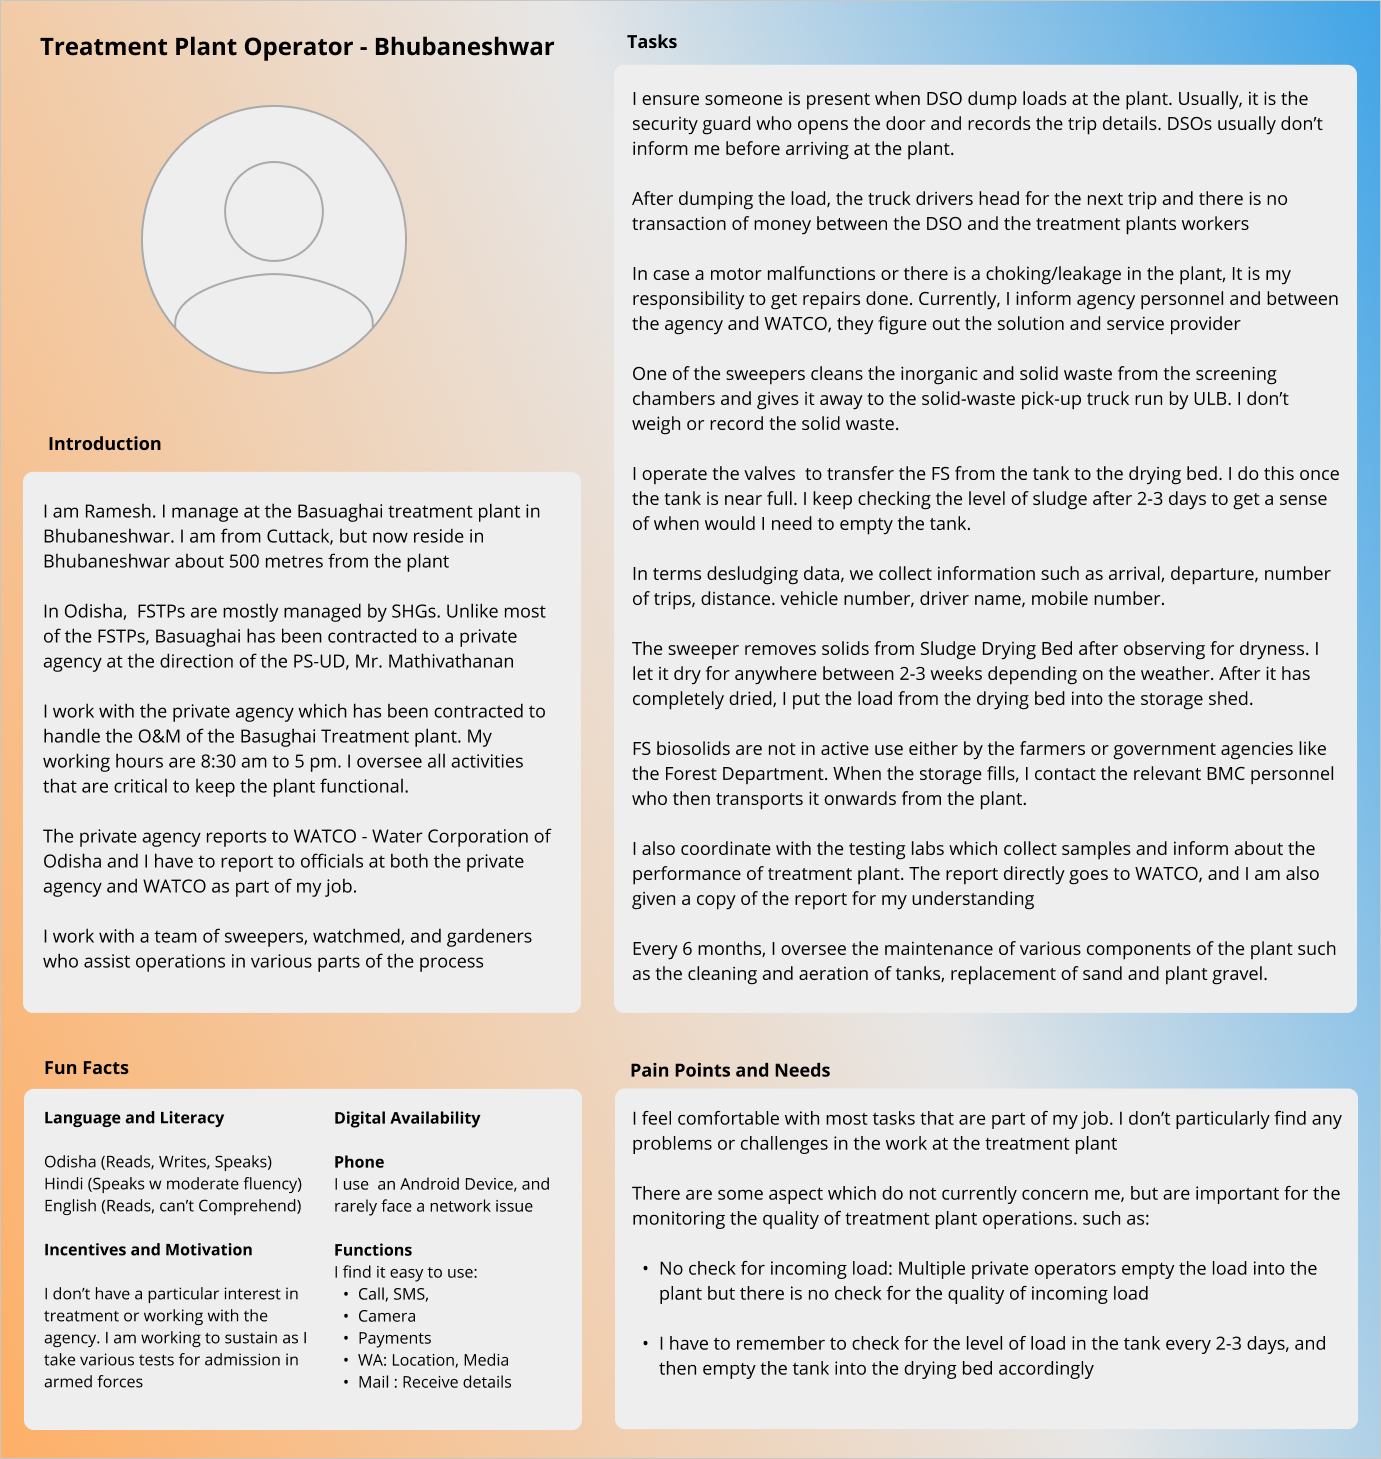 Treatment Plant Operator - Bhubaneshwar
Introduction
I am Ramesh. I manage at the Basuaghai treatment plant in
Bhubaneshwar. I am from Cuttack, but now reside in
Bhubaneshwar about 500 metres from the plant
In Odisha,  FSTPs are mostly managed by SHGs. Unlike most
of the FSTPs, Basuaghai has been contracted to a private
agency at the direction of the PS-UD, Mr. Mathivathanan
I work with the private agency which has been contracted to
handle the O&M of the Basughai Treatment plant. My
working hours are 8:30 am to 5 pm. I oversee all activities
that are critical to keep the plant functional.
The private agency reports to WATCO - Water Corporation of
Odisha and I have to report to officials at both the private
agency and WATCO as part of my job.
I work with a team of sweepers, watchmed, and gardeners
who assist operations in various parts of the process
Tasks
I ensure someone is present when DSO dump loads at the plant. Usually, it is the
security guard who opens the door and records the trip details. DSOs usually don’t
inform me before arriving at the plant.
After dumping the load, the truck drivers head for the next trip and there is no
transaction of money between the DSO and the treatment plants workers
In case a motor malfunctions or there is a choking/leakage in the plant, It is my
responsibility to get repairs done. Currently, I inform agency personnel and between
the agency and WATCO, they figure out the solution and service provider
One of the sweepers cleans the inorganic and solid waste from the screening
chambers and gives it away to the solid-waste pick-up truck run by ULB. I don’t
weigh or record the solid waste.
I operate the valves  to transfer the FS from the tank to the drying bed. I do this once
the tank is near full. I keep checking the level of sludge after 2-3 days to get a sense
of when would I need to empty the tank.
In terms desludging data, we collect information such as arrival, departure, number
of trips, distance. vehicle number, driver name, mobile number.
The sweeper removes solids from Sludge Drying Bed after observing for dryness. I
let it dry for anywhere between 2-3 weeks depending on the weather. After it has
completely dried, I put the load from the drying bed into the storage shed.
FS biosolids are not in active use either by the farmers or government agencies like
the Forest Department. When the storage fills, I contact the relevant BMC personnel
who then transports it onwards from the plant.
I also coordinate with the testing labs which collect samples and inform about the
performance of treatment plant. The report directly goes to WATCO, and I am also
given a copy of the report for my understanding
Every 6 months, I oversee the maintenance of various components of the plant such
as the cleaning and aeration of tanks, replacement of sand and plant gravel.
Fun Facts
Language and Literacy
Odisha (Reads, Writes, Speaks)
Hindi (Speaks w moderate fluency)
English (Reads, can’t Comprehend)
Incentives and Motivation
I don’t have a particular interest in
treatment or working with the
agency. I am working to sustain as I
take various tests for admission in
armed forces
Digital Availability
Phone
I use  an Android Device, and
rarely face a network issue
Functions
I find it easy to use:
• Call, SMS,
• Camera
• Payments
• WA: Location, Media
• Mail : Receive details
Pain Points and Needs
I feel comfortable with most tasks that are part of my job. I don’t particularly find any
problems or challenges in the work at the treatment plant
There are some aspect which do not currently concern me, but are important for the
monitoring the quality of treatment plant operations. such as:
• No check for incoming load: Multiple private operators empty the load into the
plant but there is no check for the quality of incoming load
• I have to remember to check for the level of load in the tank every 2-3 days, and
then empty the tank into the drying bed accordingly